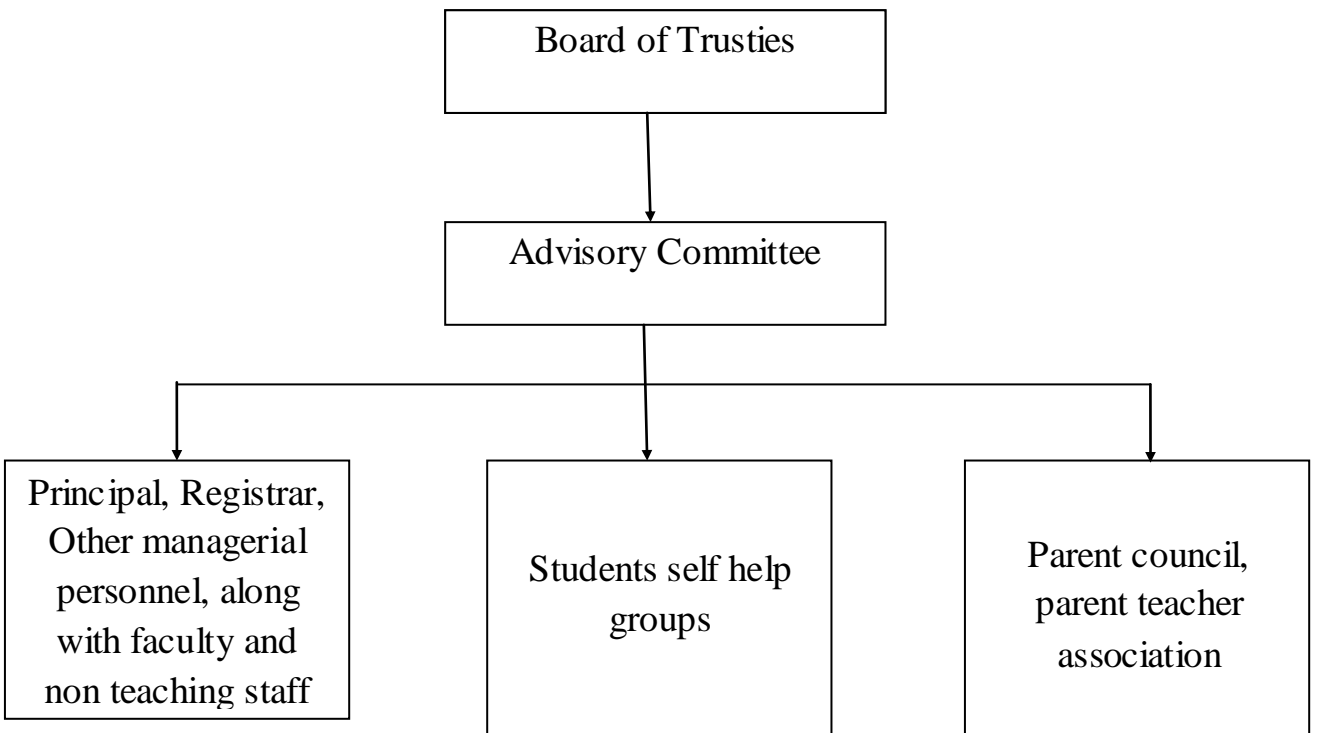 Board of Trusties
Advisory Committee
Principal, Registrar,
Other managerial
personnel, along
with faculty and
non teaching staff
Students self help
groups
Parent council,
parent teacher
association